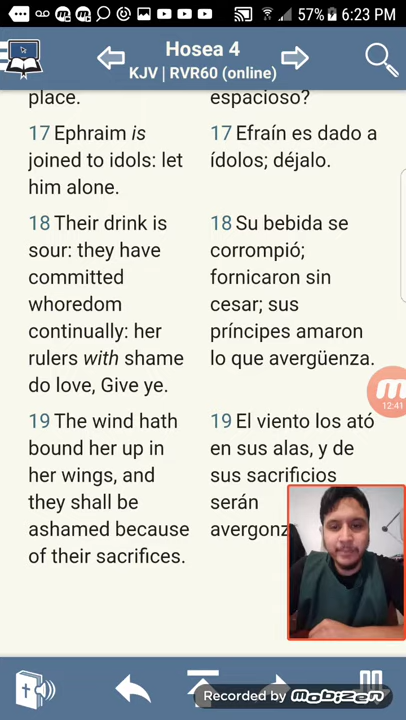 57% 6:23 PM
Hosea 4
KJV | RVR60 (online)
place.
17 Ephraim is
joined to idols: let
him alone.
18 Their drink is
sour: they have
committed
whoredom
continually: her
rulers with shame
do love, Give ye.
19 The wind hath
bound her up in
her wings, and
they shall be
ashamed because
of their sacrifices.
espacioso?
17 Efraín es dado a
ídolos; déjalo.
18 Su bebida se
corrompió;
fornicaron sin
cesar; sus
príncipes amaron
lo que avergüenza.
19 El viento los ató
en sus alas, y de
sus sacrificios
serán
12:41
Recorded by mobizen